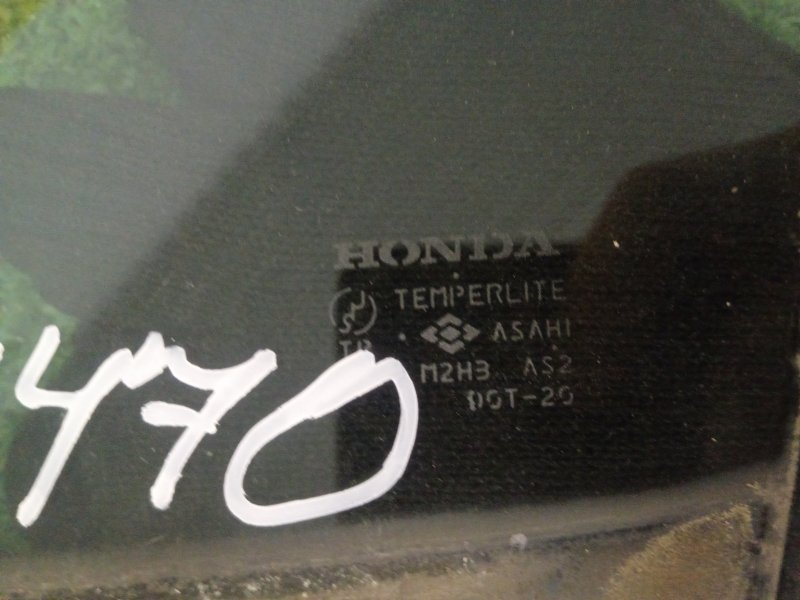 HONDA
TEMPERLITE
ASAHI
M2H3 AS2
DOT-20
470